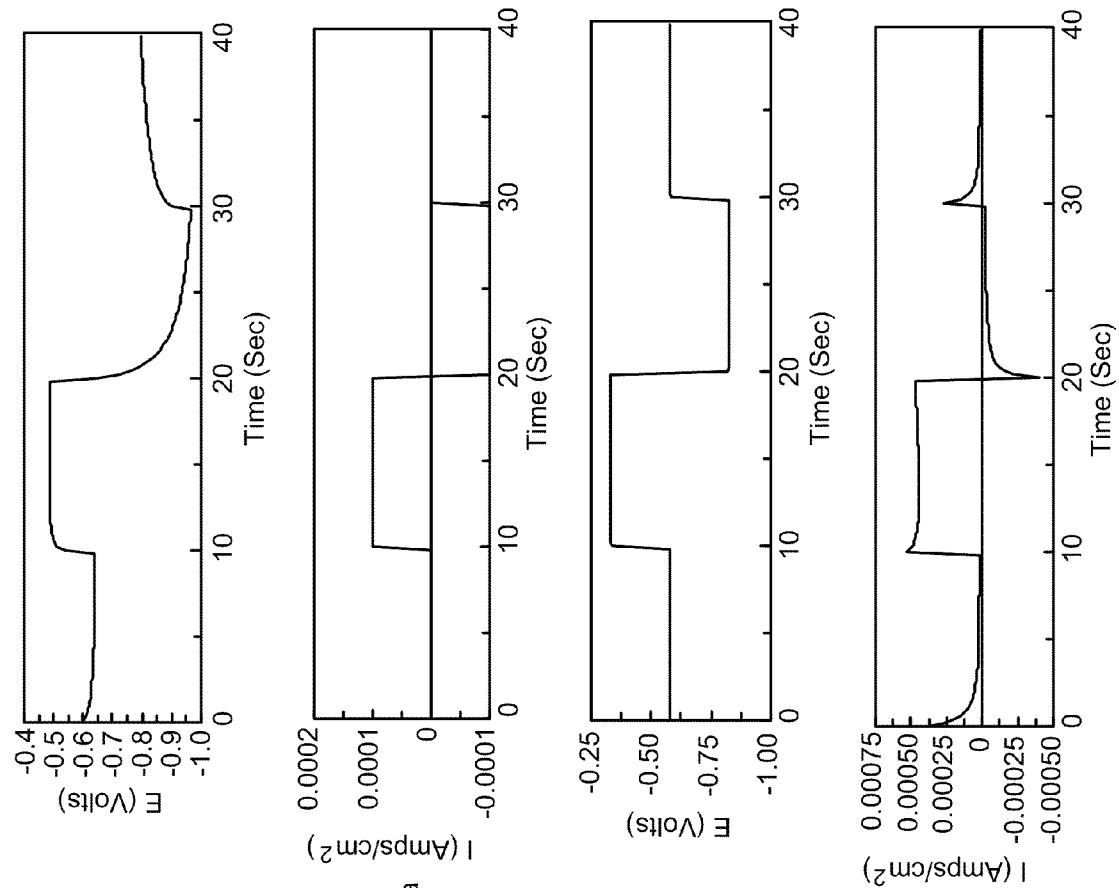 E (Volts)
-0.4
-0.5
-0.6
-0.7
-0.8
-0.9
-1.0
0 10 20 30 40
Time (Sec)
I (Amps/cm²)
0.0002
0.0001
0
-0.0001
0 10 20 30 40
Time (Sec)
a
E (Volts)
-0.25
-0.50
-0.75
-1.00
0 10 20 30 40
Time (Sec)
I (Amps/cm²)
0.00075
0.00050
0.00025
0
-0.00025
-0.00050
0 10 20 30 40
Time (Sec)